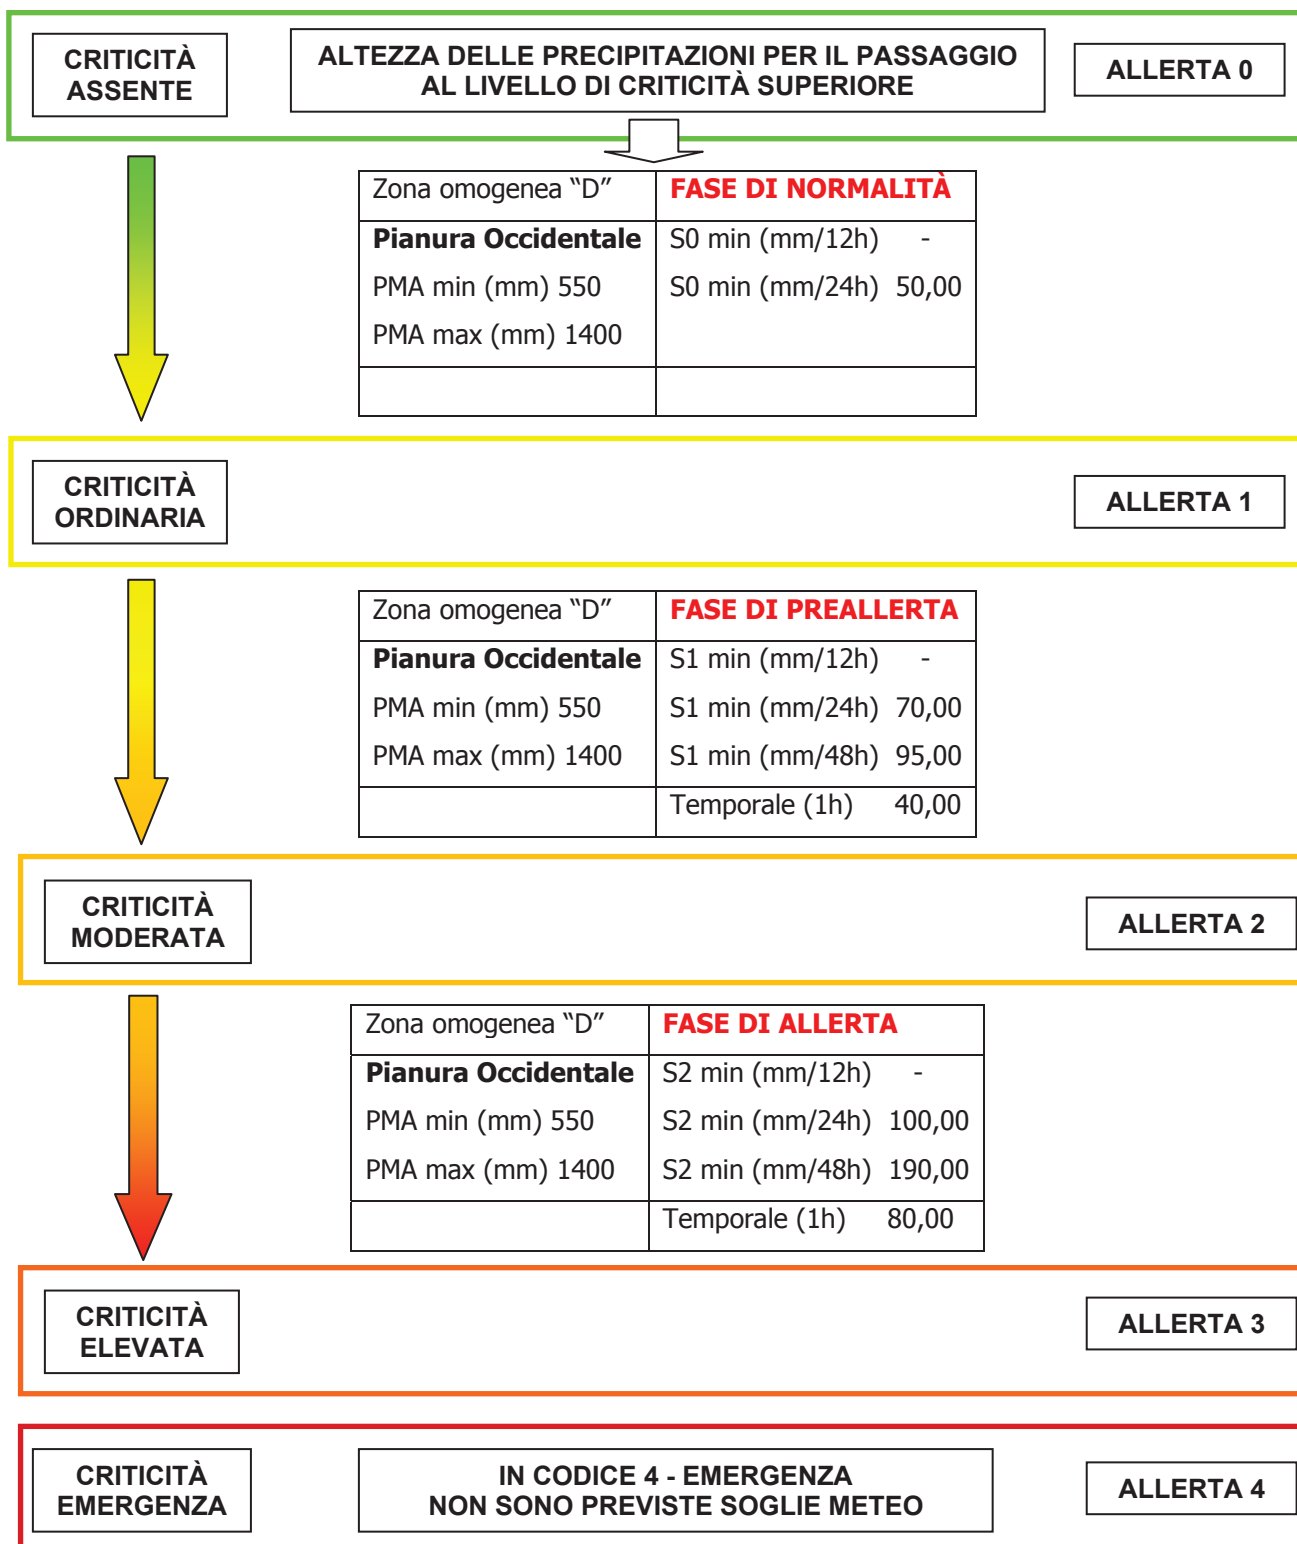 CRITICITÀ
ASSENTE
ALTEZZA DELLE PRECIPITAZIONI PER IL PASSAGGIO
AL LIVELLO DI CRITICITÀ SUPERIORE
ALLERTA 0
Zona omogenea “D” FASE DI NORMALITÀ
Pianura Occidentale S0 min (mm/12h) -
PMA min (mm) 550 S0 min (mm/24h) 50,00
PMA max (mm) 1400
CRITICITÀ
ORDINARIA
ALLERTA 1
Zona omogenea “D” FASE DI PREALLERTA
Pianura Occidentale S1 min (mm/12h) -
PMA min (mm) 550 S1 min (mm/24h) 70,00
PMA max (mm) 1400 S1 min (mm/48h) 95,00
Temporale (1h) 40,00
CRITICITÀ
MODERATA
ALLERTA 2
Zona omogenea “D” FASE DI ALLERTA
Pianura Occidentale S2 min (mm/12h) -
PMA min (mm) 550 S2 min (mm/24h) 100,00
PMA max (mm) 1400 S2 min (mm/48h) 190,00
Temporale (1h) 80,00
CRITICITÀ
ELEVATA
ALLERTA 3
CRITICITÀ
EMERGENZA
IN CODICE 4 - EMERGENZA
NON SONO PREVISTE SOGLIE METEO
ALLERTA 4